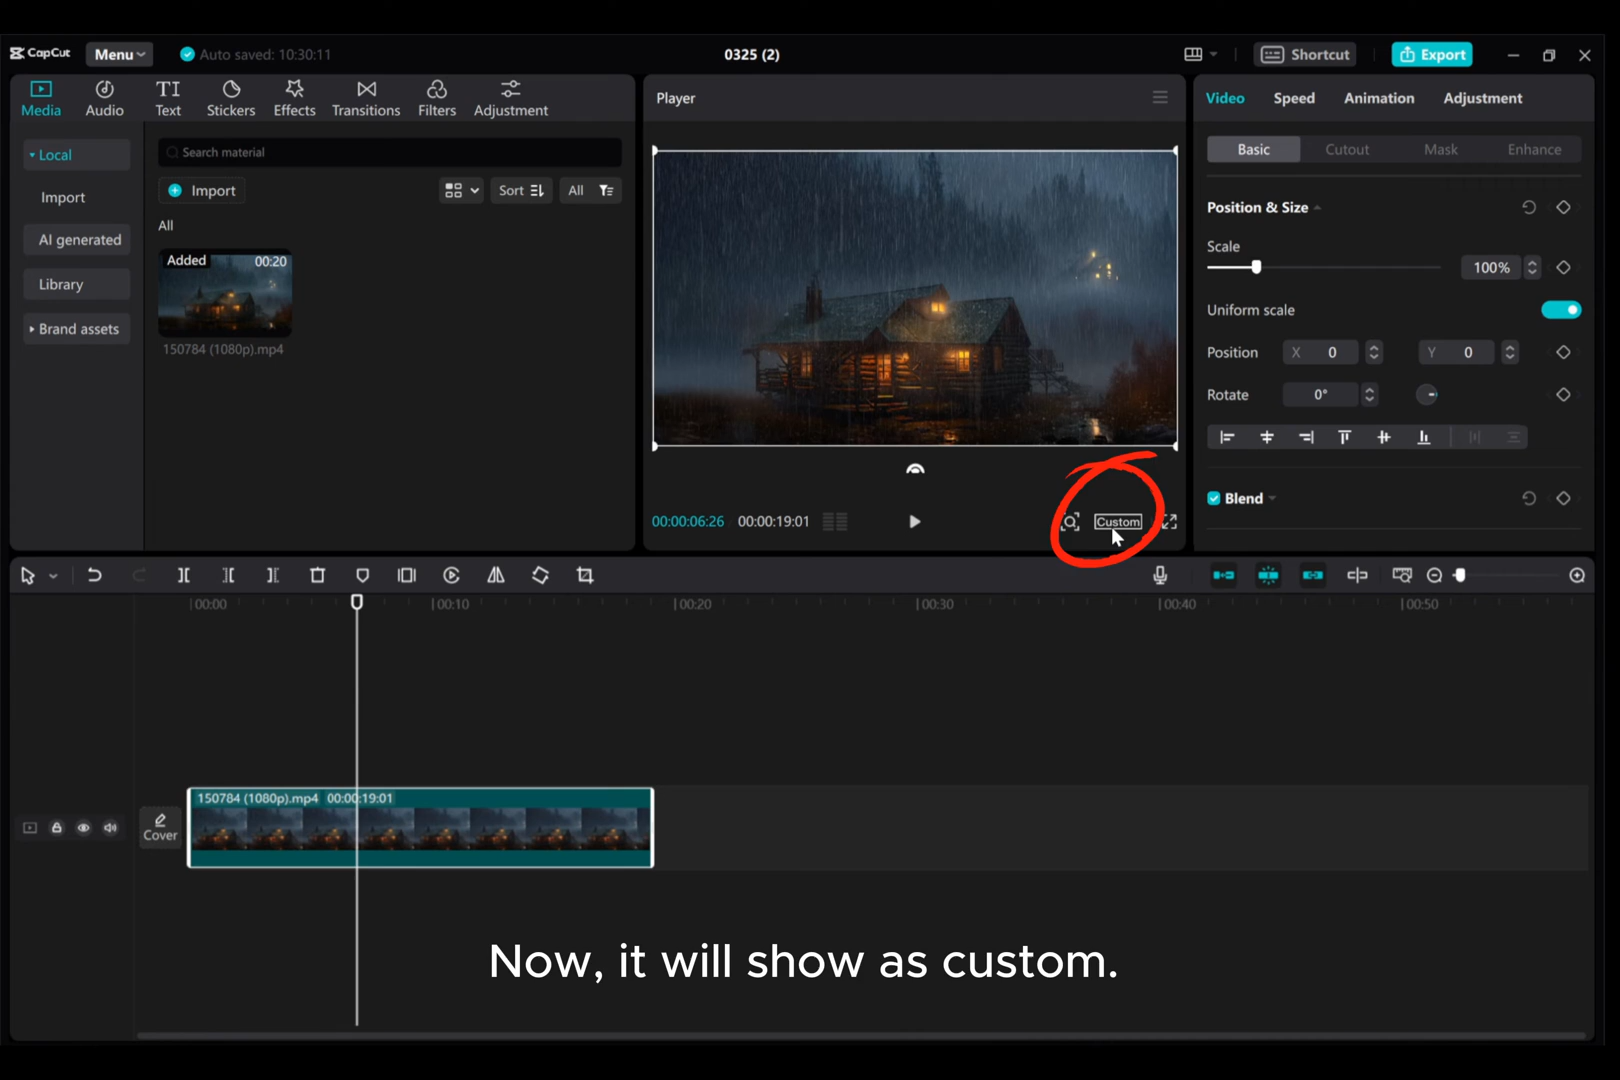 CapCut
Menu
Auto saved: 10:30:11
0325 (2)
Shortcut
Export
Media
Audio
TI
Text
Stickers
Effects
Transitions
Filters
Adjustment
Local
Import
AI generated
Library
Brand assets
Search material
Import
Sort
All
All
Added
00:20
150784 (1080p).mp4
Player
00:00:06:26
00:00:19:01
Custom
Video
Speed
Animation
Adjustment
Basic
Cutout
Mask
Enhance
Position & Size
Scale
100%
Uniform scale
Position
X 0
Y 0
Rotate
0°
Blend
00:00
00:10
00:20
00:30
00:40
00:50
Cover
150784 (1080p).mp4 00:00:19:01
Now, it will show as custom.